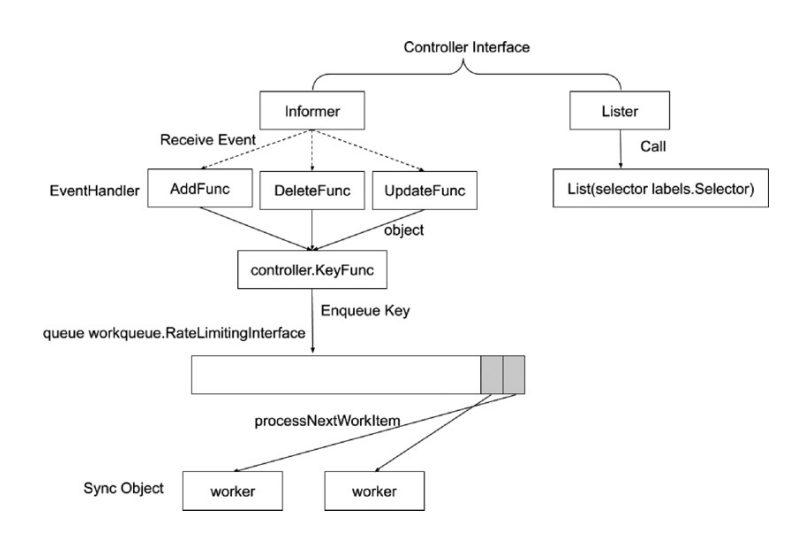 Controller Interface
Informer
Lister
Receive Event
Call
EventHandler
AddFunc
DeleteFunc
UpdateFunc
List(selector labels.Selector)
object
controller.KeyFunc
Enqueue Key
queue workqueue.RateLimitingInterface
processNextWorkItem
Sync Object
worker
worker